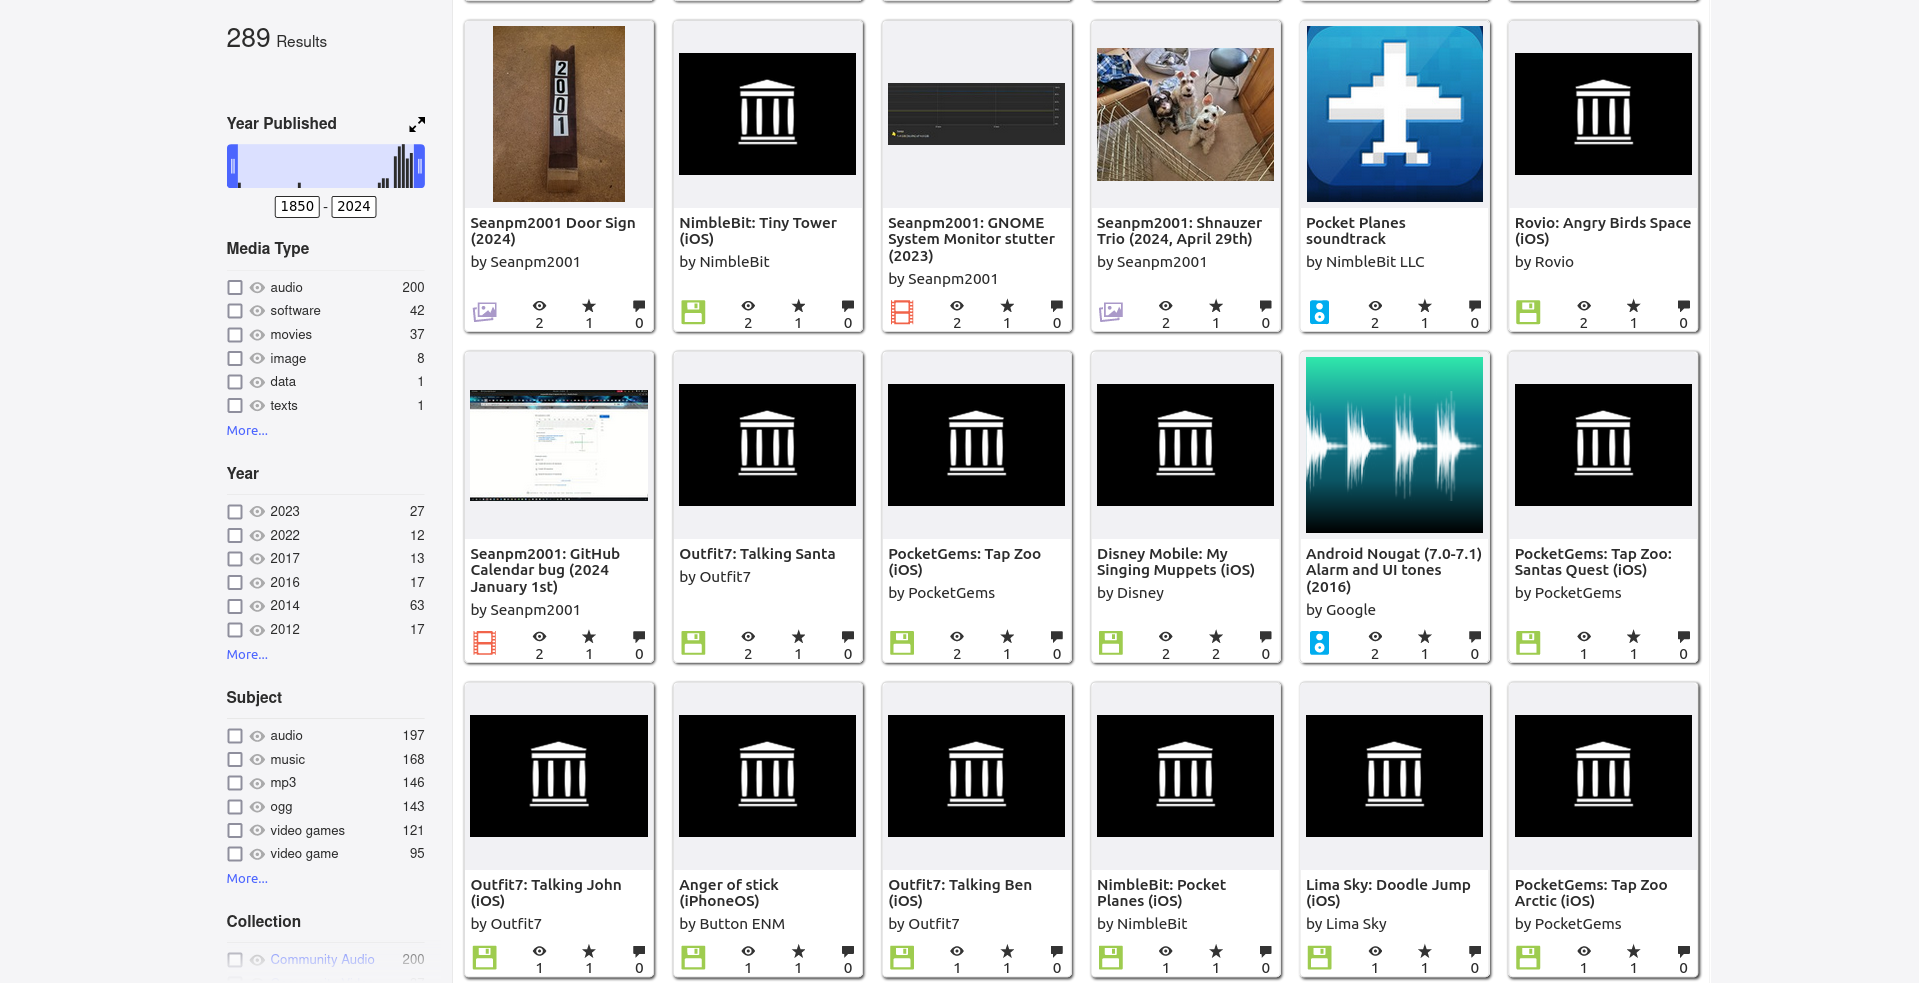 289 Results
Year Published
1850 - 2024
Media Type
audio 200
software 42
movies 37
image 8
data 1
texts 1
More...
Year
2023 27
2022 12
2017 13
2016 17
2014 63
2012 17
More...
Subject
audio 197
music 168
mp3 146
ogg 143
video games 121
video game 95
More...
Collection
Community Audio 200
2001
Seanpm2001 Door Sign
(2024)
by Seanpm2001
2 1 0
NimbleBit: Tiny Tower
(iOS)
by NimbleBit
2 1 0
Seanpm2001: GNOME
System Monitor stutter
(2023)
by Seanpm2001
2 1 0
Seanpm2001: Shnauzer
Trio (2024, April 29th)
by Seanpm2001
2 1 0
Pocket Planes
soundtrack
by NimbleBit LLC
2 1 0
Rovio: Angry Birds Space
(iOS)
by Rovio
2 1 0
Seanpm2001: GitHub
Calendar bug (2024
January 1st)
by Seanpm2001
2 1 0
Outfit7: Talking Santa
by Outfit7
2 1 0
PocketGems: Tap Zoo
(iOS)
by PocketGems
2 1 0
Disney Mobile: My
Singing Muppets (iOS)
by Disney
2 2 0
Android Nougat (7.0-7.1)
Alarm and UI tones
(2016)
by Google
2 1 0
PocketGems: Tap Zoo:
Santas Quest (iOS)
by PocketGems
1 1 0
Outfit7: Talking John
(iOS)
by Outfit7
1 1 0
Anger of stick
(iPhoneOS)
by Button ENM
1 1 0
Outfit7: Talking Ben
(iOS)
by Outfit7
1 1 0
NimbleBit: Pocket
Planes (iOS)
by NimbleBit
1 1 0
Lima Sky: Doodle Jump
(iOS)
by Lima Sky
1 1 0
PocketGems: Tap Zoo
Arctic (iOS)
by PocketGems
1 1 0